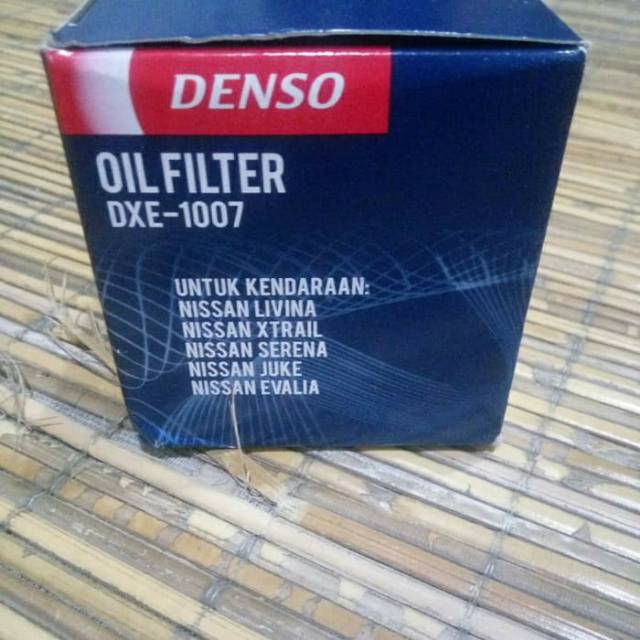 DENSO
OIL FILTER
DXE-1007
UNTUK KENDARAAN:
NISSAN LIVINA
NISSAN XTRAIL
NISSAN SERENA
NISSAN JUKE
NISSAN EVALIA